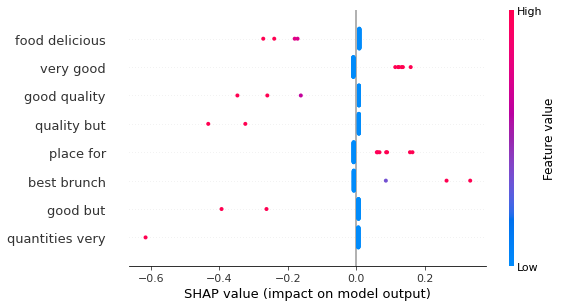 High
food delicious
very good
good quality
quality but
place for
best brunch
good but
quantities very
Feature value
Low
−0.6 −0.4 −0.2 0.0 0.2
SHAP value (impact on model output)